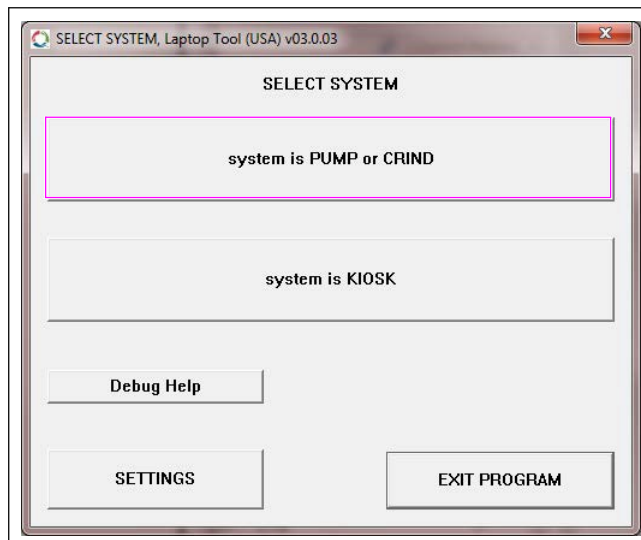 SELECT SYSTEM, Laptop Tool (USA) v03.0.03
SELECT SYSTEM
system is PUMP or CRIND
system is KIOSK
Debug Help
SETTINGS
EXIT PROGRAM